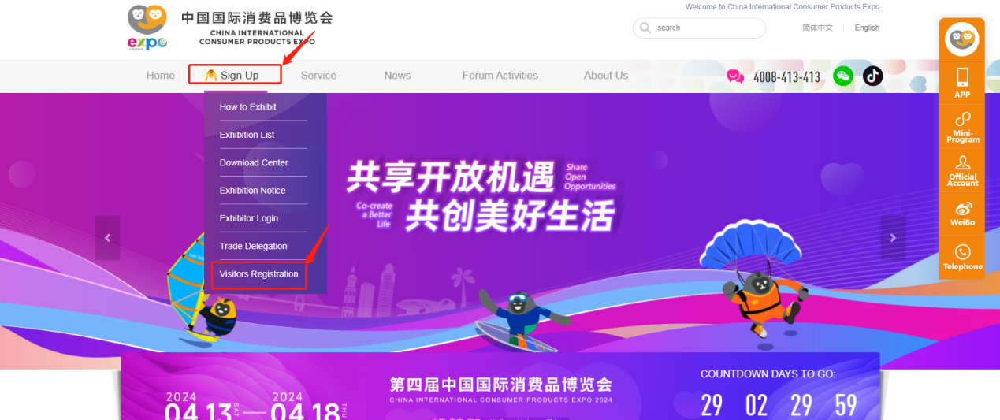 Welcome to China International Consumer Products Expo
中国国际消费品博览会
CHINA INTERNATIONAL
CONSUMER PRODUCTS EXPO
expo
search
简体中文
English
Home
Sign Up
Service
News
Forum Activities
About Us
4008-413-413
How to Exhibit
Exhibition List
Download Center
Exhibition Notice
Exhibitor Login
Trade Delegation
Visitors Registration
共享开放机遇
Share
Open
Opportunities
Co-create
a Better
Life
共创美好生活
APP
Mini-
Program
Official
Account
WeiBo
Telephone
2024
04.13
SAT
2024
04.18
THU
第四届中国国际消费品博览会
CHINA INTERNATIONAL CONSUMER PRODUCTS EXPO 2024
COUNTDOWN DAYS TO GO:
29 02 29 59